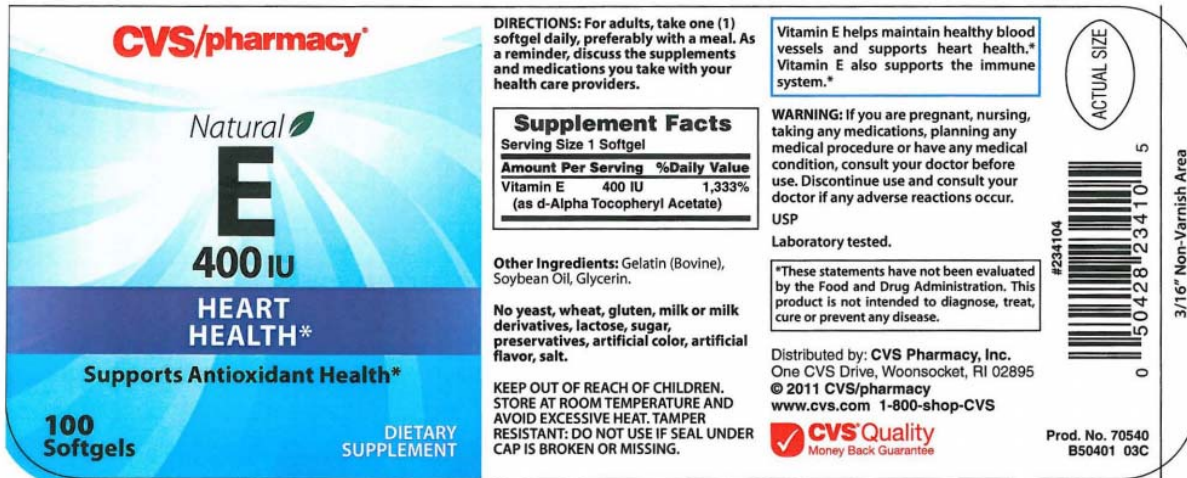 CVS/pharmacy®
Natural
E
400 IU
HEART
HEALTH*
Supports Antioxidant Health*
100
Softgels
DIETARY
SUPPLEMENT
DIRECTIONS: For adults, take one (1)
softgel daily, preferably with a meal. As
a reminder, discuss the supplements
and medications you take with your
health care providers.
Supplement Facts
Serving Size 1 Softgel
Amount Per Serving %Daily Value
Vitamin E 400 IU 1,333%
(as d-Alpha Tocopheryl Acetate)
Other Ingredients: Gelatin (Bovine),
Soybean Oil, Glycerin.
No yeast, wheat, gluten, milk or milk
derivatives, lactose, sugar,
preservatives, artificial color, artificial
flavor, salt.
KEEP OUT OF REACH OF CHILDREN.
STORE AT ROOM TEMPERATURE AND
AVOID EXCESSIVE HEAT. TAMPER
RESISTANT: DO NOT USE IF SEAL UNDER
CAP IS BROKEN OR MISSING.
Vitamin E helps maintain healthy blood
vessels and supports heart health.*
Vitamin E also supports the immune
system.*
WARNING: If you are pregnant, nursing,
taking any medications, planning any
medical procedure or have any medical
condition, consult your doctor before
use. Discontinue use and consult your
doctor if any adverse reactions occur.
USP
Laboratory tested.
*These statements have not been evaluated
by the Food and Drug Administration. This
product is not intended to diagnose, treat,
cure or prevent any disease.
Distributed by: CVS Pharmacy, Inc.
One CVS Drive, Woonsocket, RI 02895
© 2011 CVS/pharmacy
www.cvs.com 1-800-shop-CVS
CVS® Quality
Money Back Guarantee
ACTUAL SIZE
#234104
0 50428 23410 5
Prod. No. 70540
B50401 03C
3/16" Non-Varnish Area